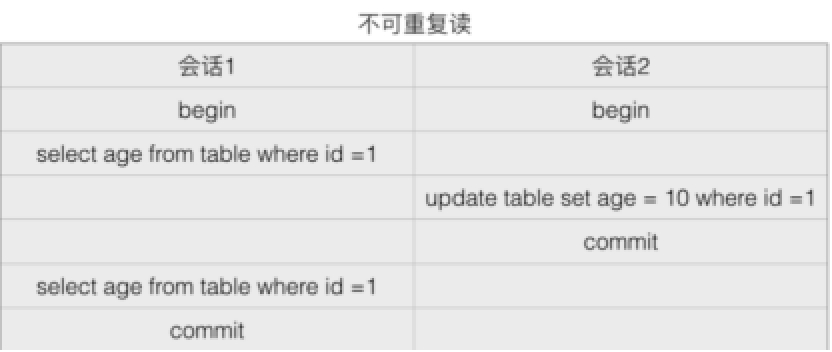 不可重复读
会话1 会话2
begin begin
select age from table where id =1
update table set age = 10 where id =1
commit
select age from table where id =1
commit